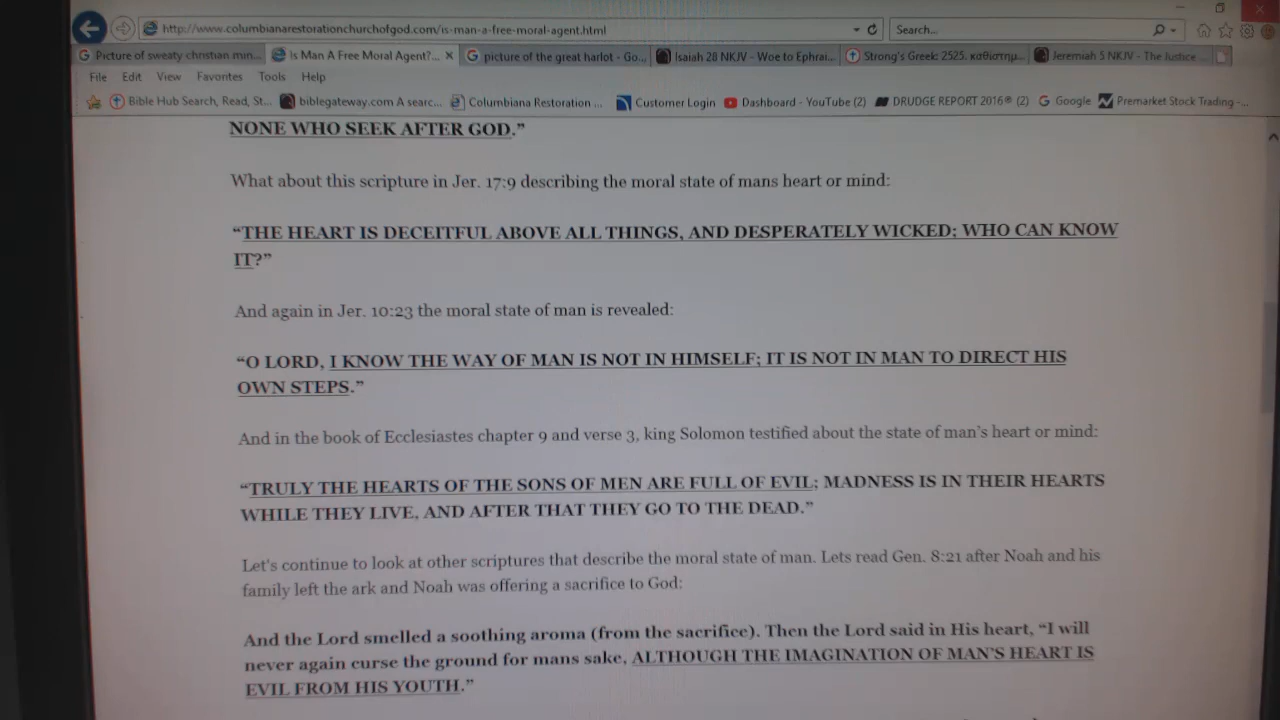 http://www.columbianarestorationchurchofgod.com/is-man-a-free-moral-agent.html
Search...
Picture of sweaty christian min...
Is Man A Free Moral Agent?...
picture of the great harlot - Go...
Isaiah 28 NKJV - Woe to Ephrai...
Strong's Greek: 2525. καθίστημ...
Jeremiah 5 NKJV - The Justice ...
File Edit View Favorites Tools Help
Bible Hub Search, Read, St...
biblegateway.com A searc...
Columbiana Restoration ...
Customer Login
Dashboard - YouTube (2)
DRUDGE REPORT 2016® (2)
Google
Premarket Stock Trading -...
NONE WHO SEEK AFTER GOD.”
What about this scripture in Jer. 17:9 describing the moral state of mans heart or mind:
“THE HEART IS DECEITFUL ABOVE ALL THINGS, AND DESPERATELY WICKED; WHO CAN KNOW
IT?”
And again in Jer. 10:23 the moral state of man is revealed:
“O LORD, I KNOW THE WAY OF MAN IS NOT IN HIMSELF; IT IS NOT IN MAN TO DIRECT HIS
OWN STEPS.”
And in the book of Ecclesiastes chapter 9 and verse 3, king Solomon testified about the state of man’s heart or mind:
“TRULY THE HEARTS OF THE SONS OF MEN ARE FULL OF EVIL; MADNESS IS IN THEIR HEARTS
WHILE THEY LIVE, AND AFTER THAT THEY GO TO THE DEAD.”
Let's continue to look at other scriptures that describe the moral state of man. Lets read Gen. 8:21 after Noah and his
family left the ark and Noah was offering a sacrifice to God:
And the Lord smelled a soothing aroma (from the sacrifice). Then the Lord said in His heart, “I will
never again curse the ground for mans sake, ALTHOUGH THE IMAGINATION OF MAN’S HEART IS
EVIL FROM HIS YOUTH.”